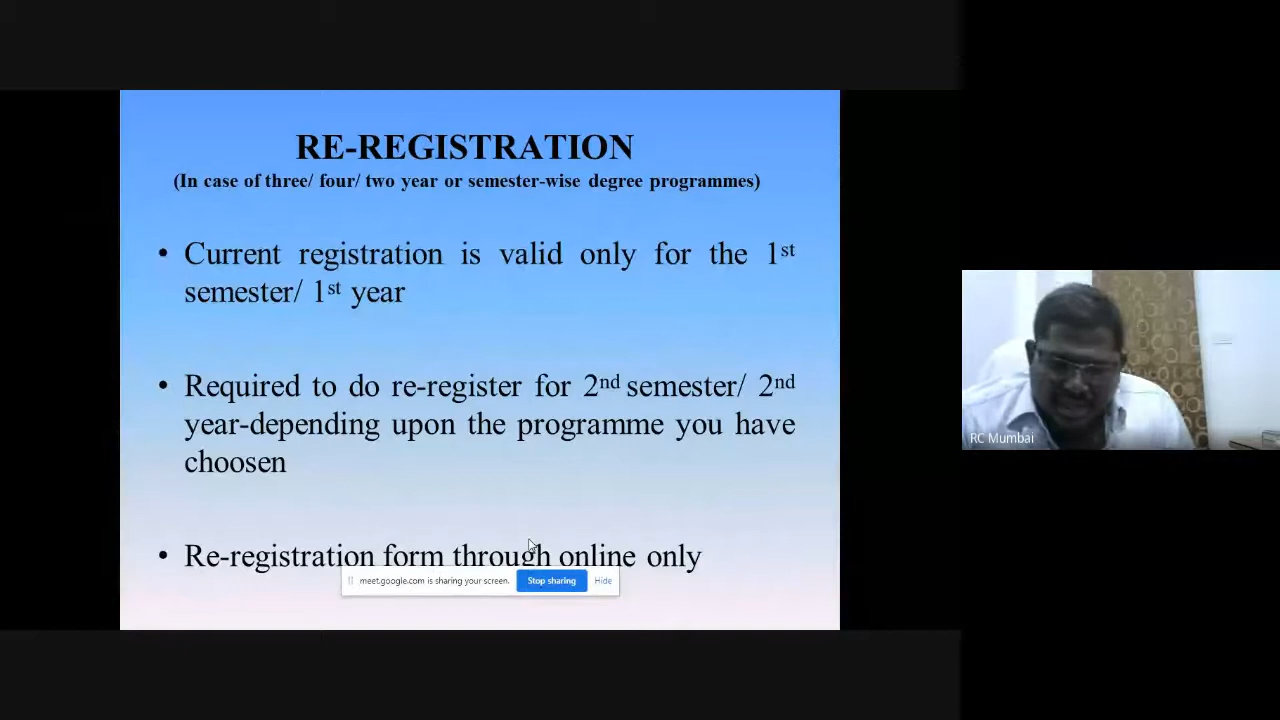 RE-REGISTRATION
(In case of three/ four/ two year or semester-wise degree programmes)
• Current registration is valid only for the 1st
semester/ 1st year
• Required to do re-register for 2nd semester/ 2nd
year-depending upon the programme you have
choosen
• Re-registration form through online only
meet.google.com is sharing your screen. Stop sharing Hide
RC Mumbai